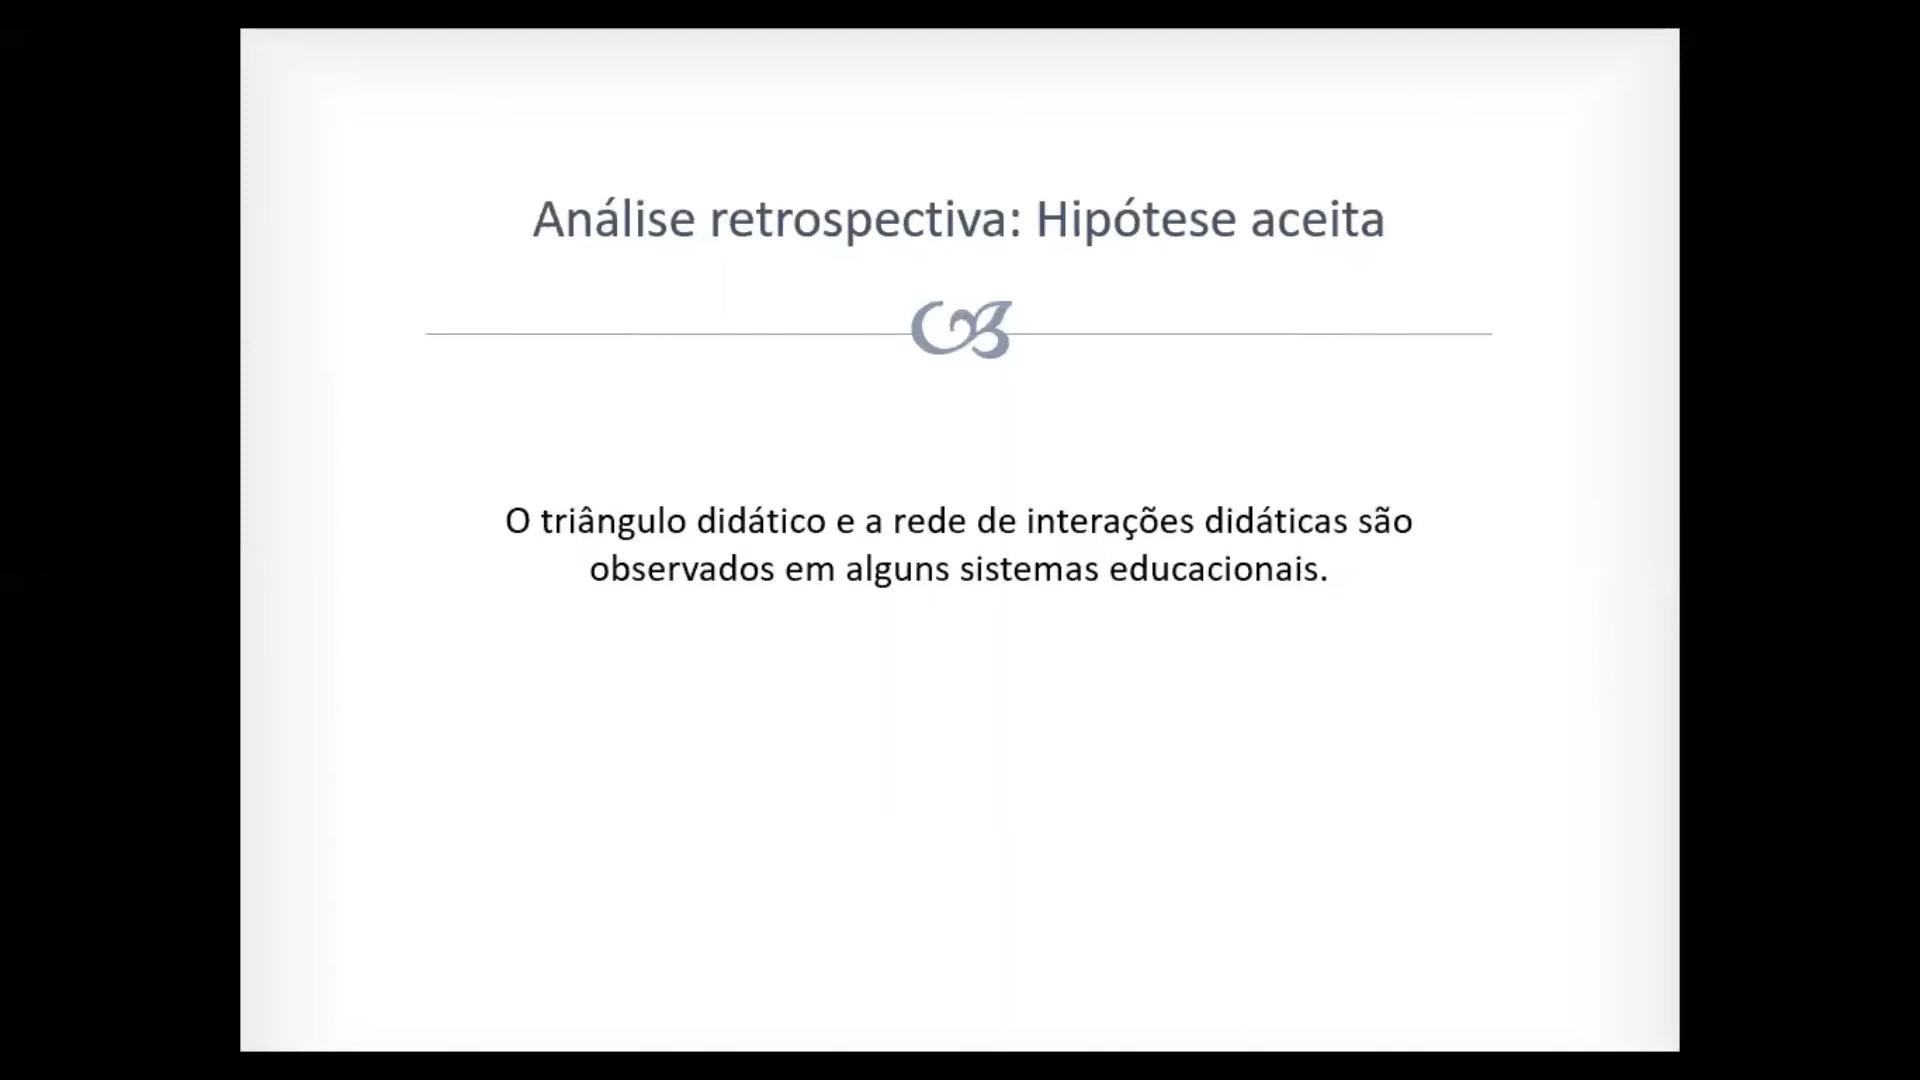 Análise retrospectiva: Hipótese aceita
O triângulo didático e a rede de interações didáticas são
observados em alguns sistemas educacionais.